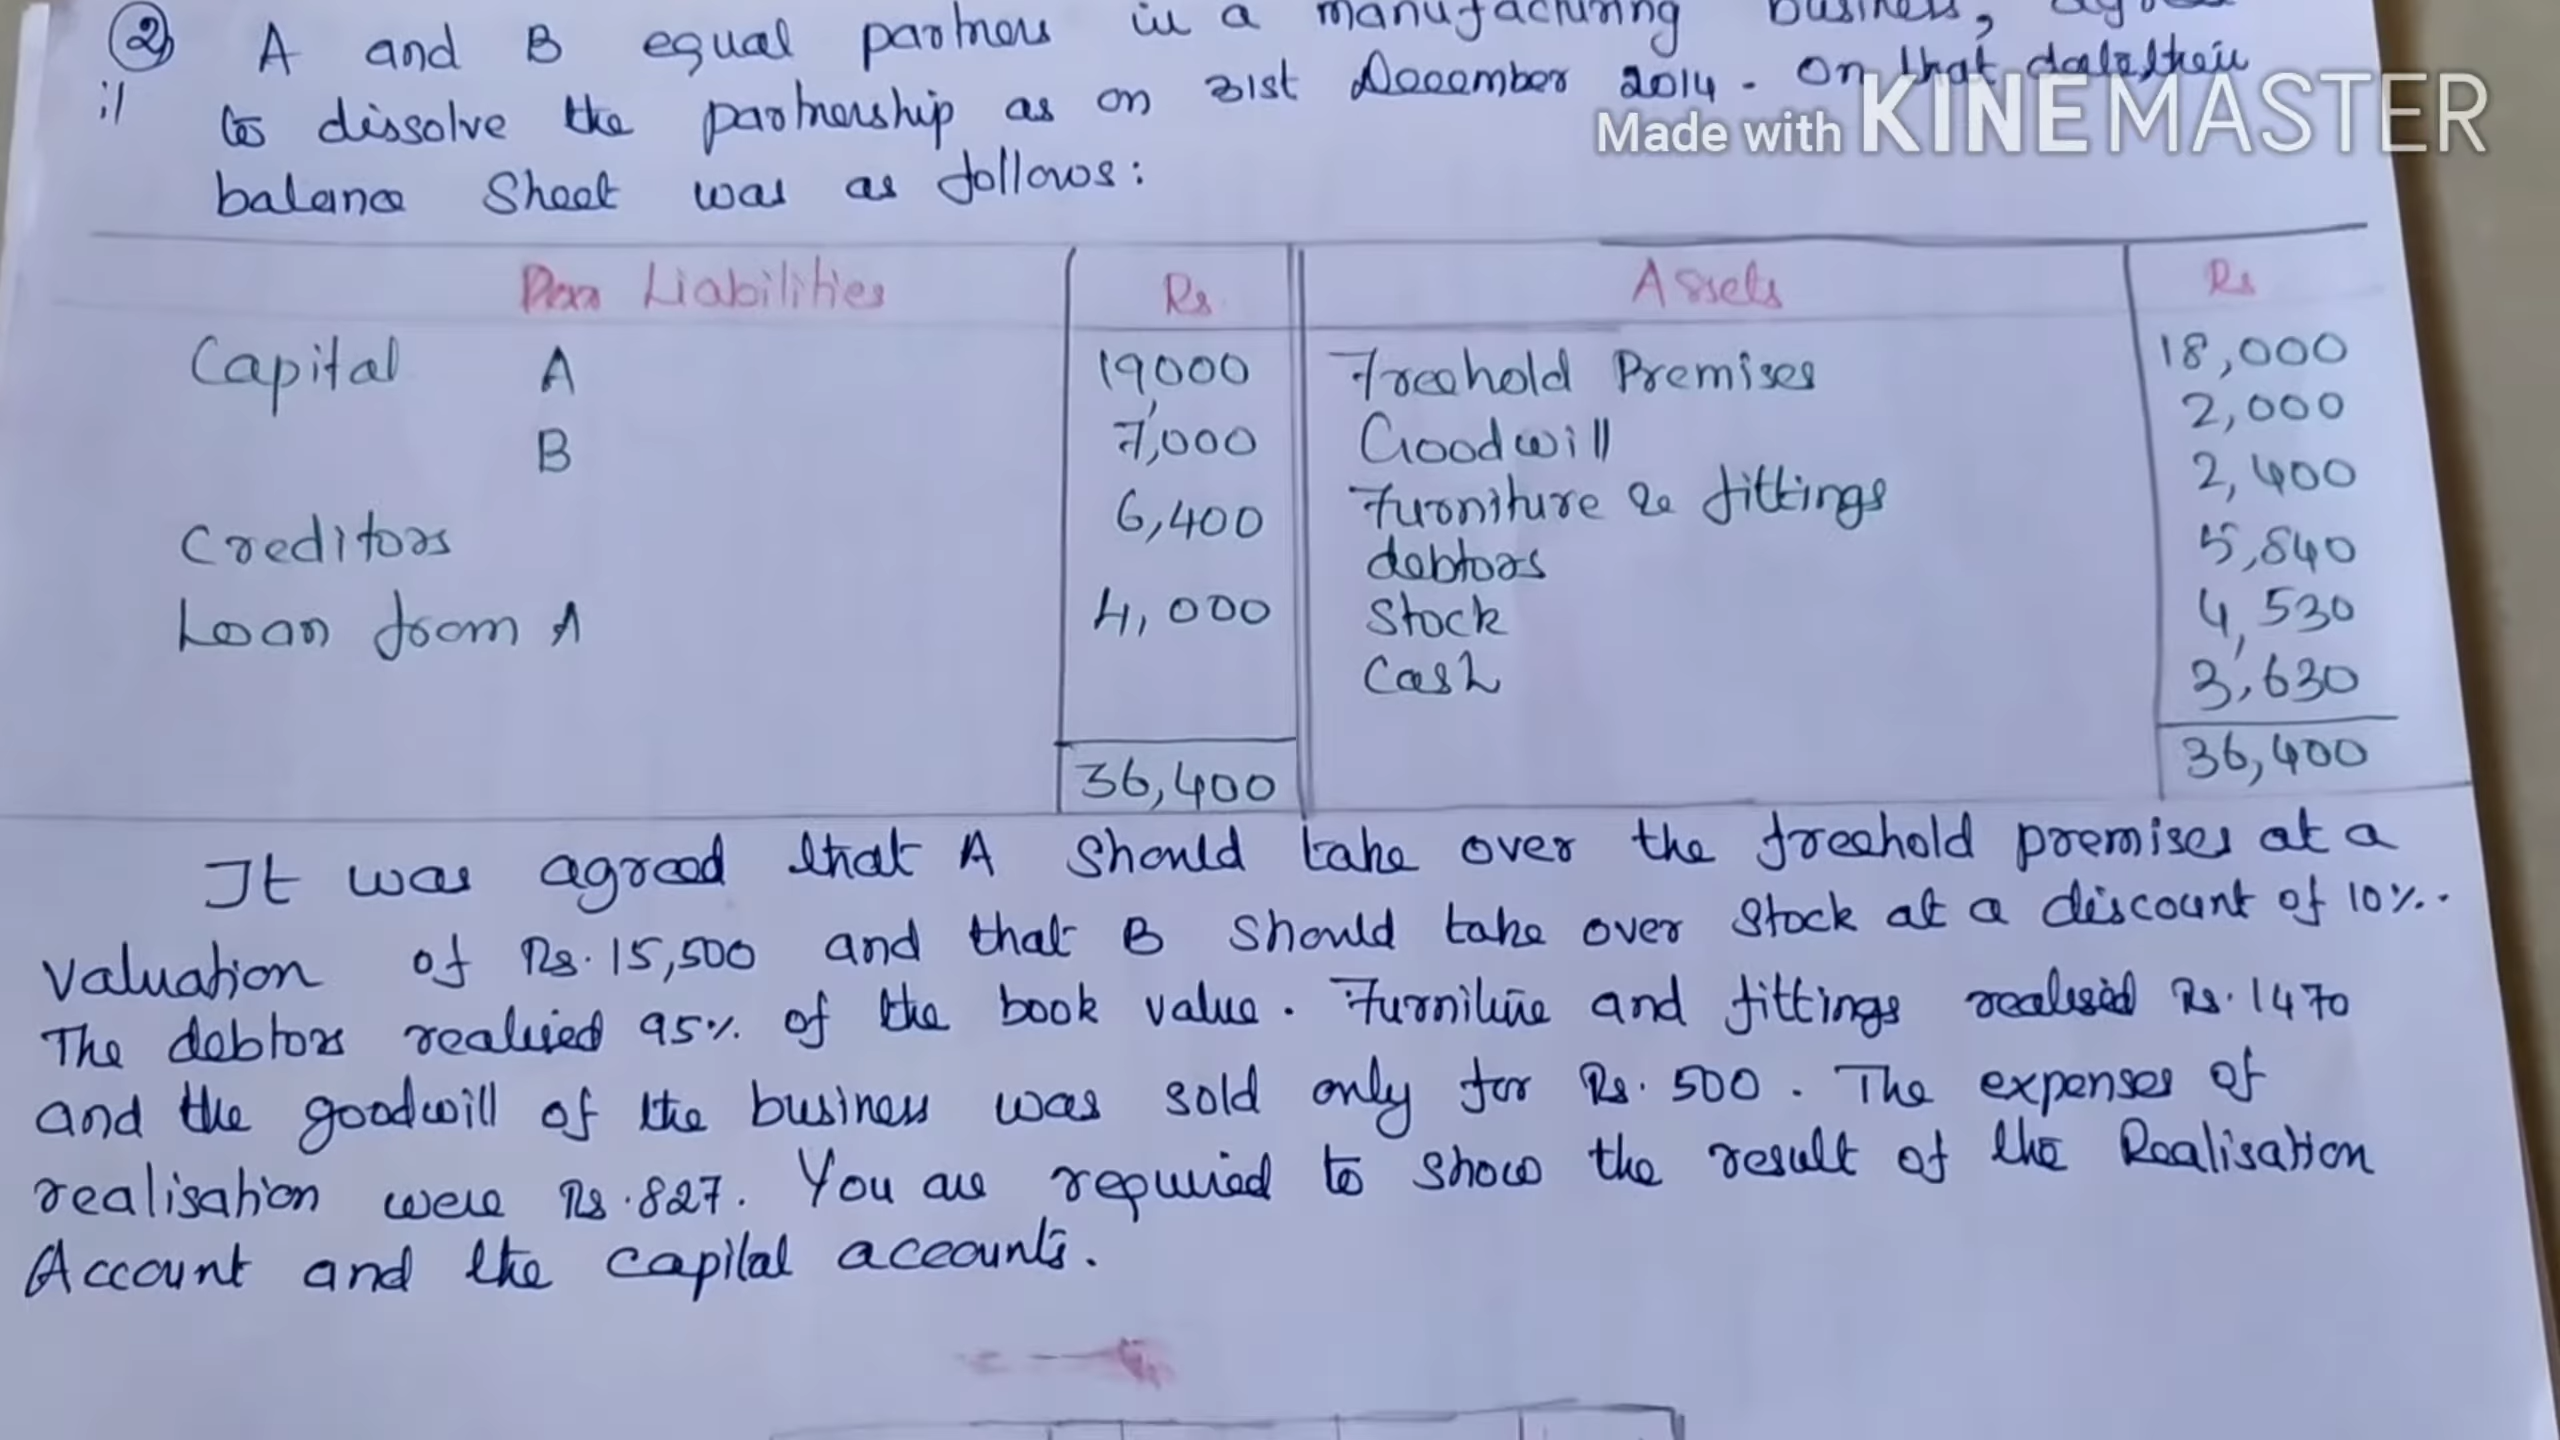 ② A and B equal partners in a manufacturing business, agreed
i) to dissolve the partnership as on 31st December 2014. On that date their
Made with KINEMASTER
balance Sheet was as follows:
Liabilities Rs. Assets Rs
Capital A 19,000 Freehold Premises 18,000
B 7,000 Goodwill 2,000
Creditors 6,400 Furniture & fittings 2,400
debtors 5,840
Loan from A 4,000 Stock 4,530
Cash 3,630
36,400 36,400
It was agreed that A should take over the freehold premises at a
valuation of Rs. 15,500 and that B should take over stock at a discount of 10%.
The debtors realised 95% of the book value. Furniture and fittings realised Rs. 1470
and the goodwill of the business was sold only for Rs. 500. The expenses of
realisation were Rs. 827. You are required to show the result of the Realisation
Account and the capital accounts.